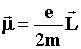 μ⃗ = e/2m L⃗